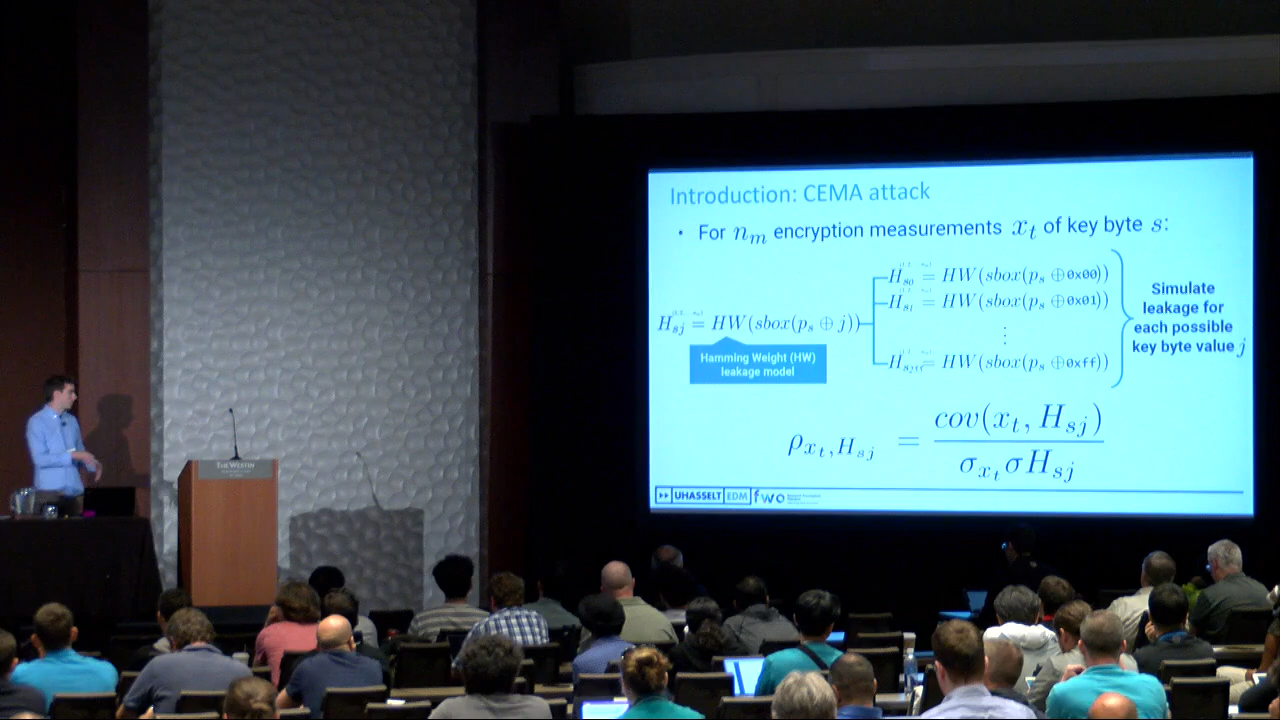 Introduction: CEMA attack
• For n_m encryption measurements x_t of key byte s:
H_sj = HW(sbox(p_s ⊕ j))
H_s0 = HW(sbox(p_s ⊕ 0x00))
H_s1 = HW(sbox(p_s ⊕ 0x01))
⋮
H_s255 = HW(sbox(p_s ⊕ 0xff))
Simulate
leakage for
each possible
key byte value j
Hamming Weight (HW)
leakage model
ρ_{x_t, H_sj} = cov(x_t, H_sj) / σ_{x_t} σH_sj
UHASSELT EDM fwo
THE WESTIN